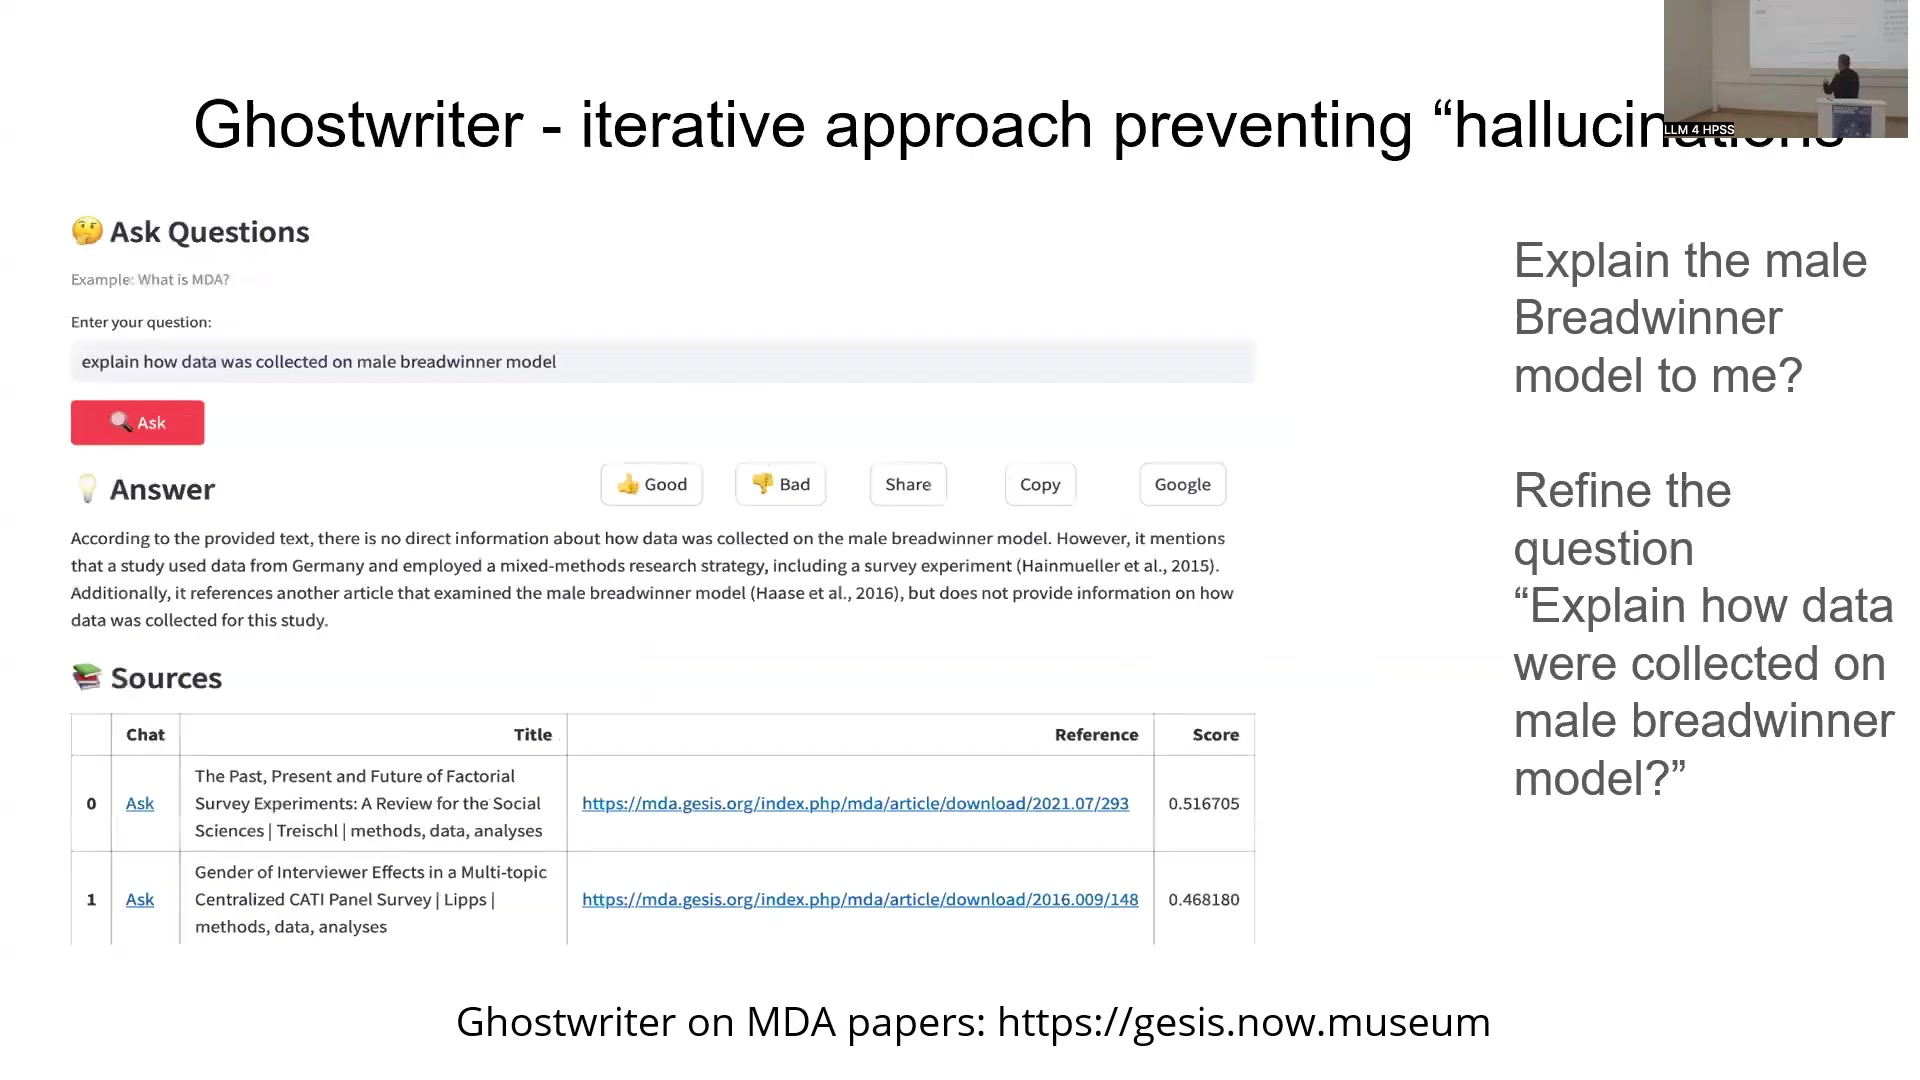 Ghostwriter - iterative approach preventing “hallucinations”
LLM 4 HPSS
🤔 Ask Questions
Example: What is MDA?
Enter your question:
explain how data was collected on male breadwinner model
🔍 Ask
💡 Answer
👍 Good
👎 Bad
Share
Copy
Google
According to the provided text, there is no direct information about how data was collected on the male breadwinner model. However, it mentions
that a study used data from Germany and employed a mixed-methods research strategy, including a survey experiment (Hainmueller et al., 2015).
Additionally, it references another article that examined the male breadwinner model (Haase et al., 2016), but does not provide information on how
data was collected for this study.
📚 Sources
Chat Title Reference Score
The Past, Present and Future of Factorial
0 Ask Survey Experiments: A Review for the Social https://mda.gesis.org/index.php/mda/article/download/2021.07/293 0.516705
Sciences | Treischl | methods, data, analyses
Gender of Interviewer Effects in a Multi-topic
1 Ask Centralized CATI Panel Survey | Lipps | https://mda.gesis.org/index.php/mda/article/download/2016.009/148 0.468180
methods, data, analyses
Explain the male
Breadwinner
model to me?
Refine the
question
“Explain how data
were collected on
male breadwinner
model?”
Ghostwriter on MDA papers: https://gesis.now.museum